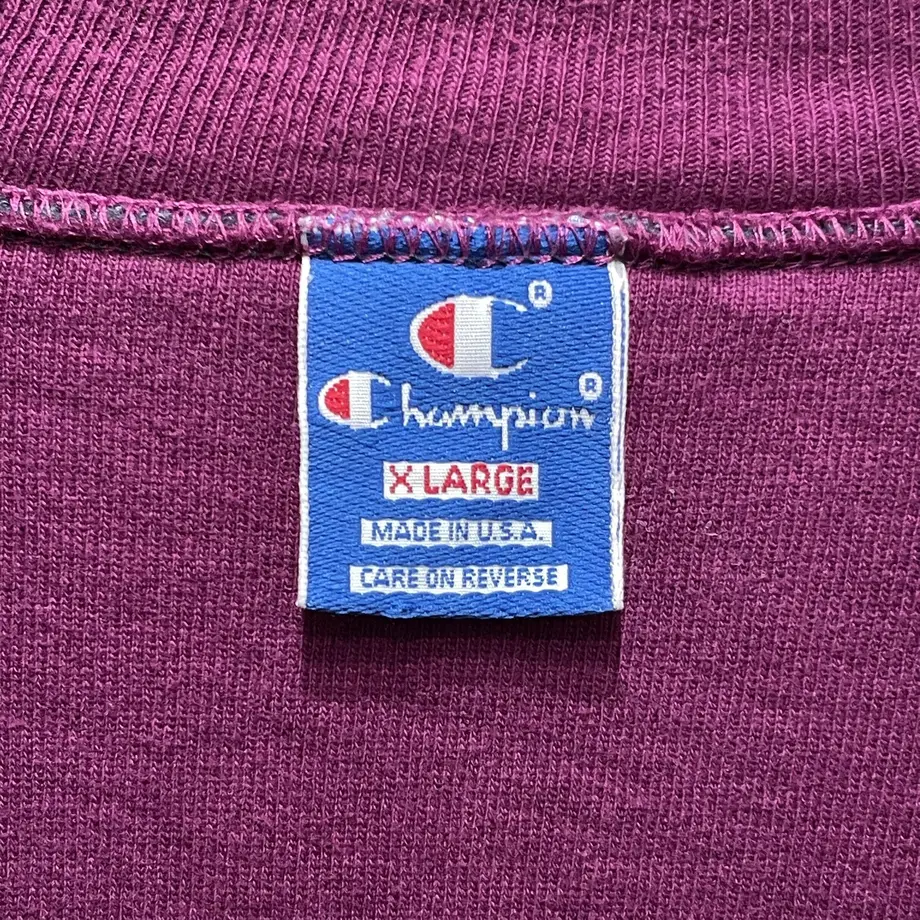 C®
Champion®
X LARGE
MADE IN U.S.A.
CARE ON REVERSE